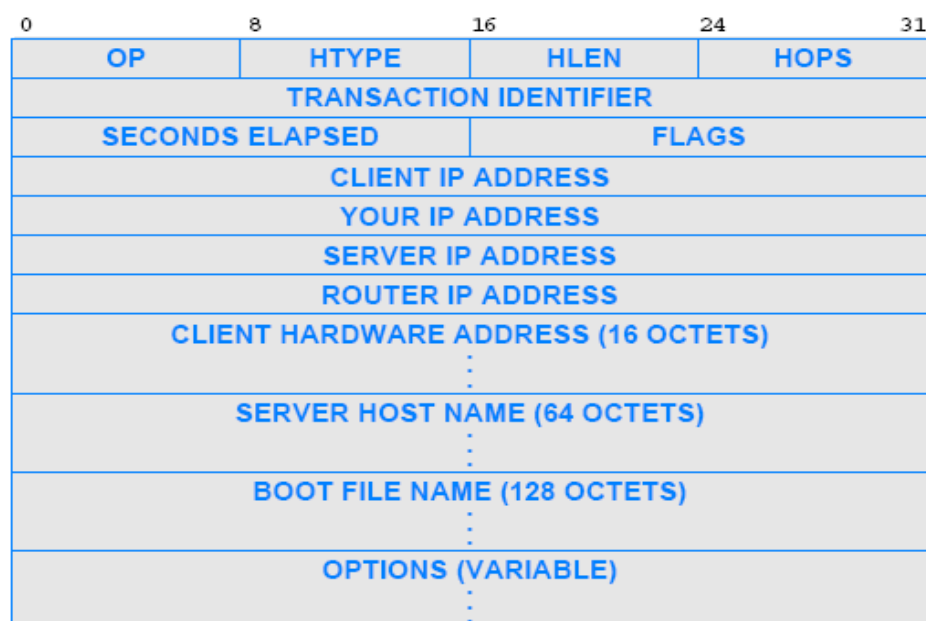 0 8 16 24 31
OP HTYPE HLEN HOPS
TRANSACTION IDENTIFIER
SECONDS ELAPSED FLAGS
CLIENT IP ADDRESS
YOUR IP ADDRESS
SERVER IP ADDRESS
ROUTER IP ADDRESS
CLIENT HARDWARE ADDRESS (16 OCTETS)
SERVER HOST NAME (64 OCTETS)
BOOT FILE NAME (128 OCTETS)
OPTIONS (VARIABLE)